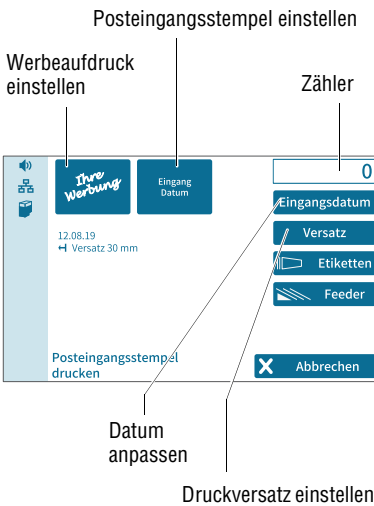 Posteingangsstempel einstellen
Werbeaufdruck
einstellen
Zähler
Ihre
Werbung
Eingang
Datum
0
Eingangsdatum
12.08.19
Versatz 30 mm
Versatz
Etiketten
Feeder
Posteingangsstempel
drucken
Abbrechen
Datum
anpassen
Druckversatz einstellen